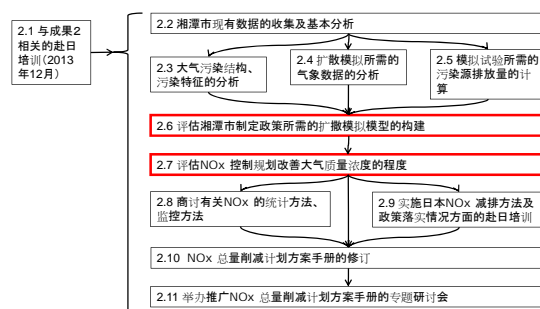 2.1 与成果2
相关的赴日
培训(2013
年12月)
2.2 湘潭市现有数据的收集及基本分析
2.3 大气污染结构、
污染特征的分析
2.4 扩散模拟所需的
气象数据的分析
2.5 模拟试验所需的
污染源排放量的计
算
2.6 评估湘潭市制定政策所需的扩撒模拟模型的构建
2.7 评估NOx 控制规划改善大气质量浓度的程度
2.8 商讨有关NOx 的统计方法、
监控方法
2.9 实施日本NOx 减排方法及
政策落实情况方面的赴日培训
2.10 NOx 总量削减计划方案手册的修订
2.11 举办推广NOx 总量削减计划方案手册的专题研讨会